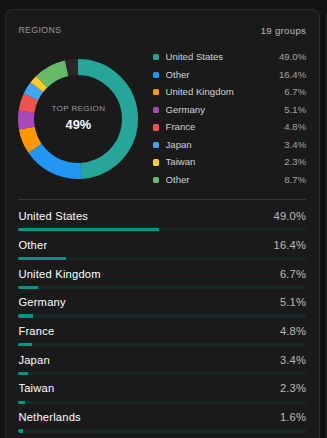 REGIONS 19 groups
United States 49.0%
Other 16.4%
United Kingdom 6.7%
Germany 5.1%
France 4.8%
Japan 3.4%
Taiwan 2.3%
Other 8.7%
TOP REGION
49%
United States 49.0%
Other 16.4%
United Kingdom 6.7%
Germany 5.1%
France 4.8%
Japan 3.4%
Taiwan 2.3%
Netherlands 1.6%